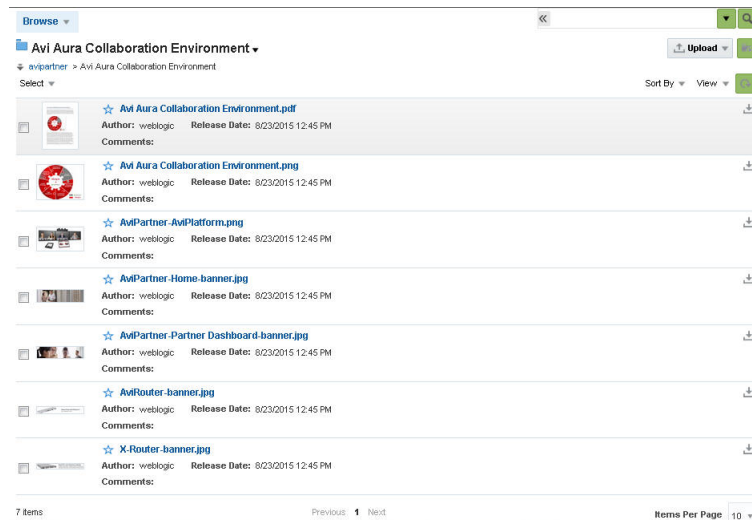 Browse
Avi Aura Collaboration Environment
Upload
avipartner > Avi Aura Collaboration Environment
Select
Sort By View
Avi Aura Collaboration Environment.pdf
Author: weblogic Release Date: 8/23/2015 12:45 PM
Comments:
Avi Aura Collaboration Environment.png
Author: weblogic Release Date: 8/23/2015 12:45 PM
Comments:
AviPartner-AviPlatform.png
Author: weblogic Release Date: 8/23/2015 12:45 PM
Comments:
AviPartner-Home-banner.jpg
Author: weblogic Release Date: 8/23/2015 12:45 PM
Comments:
AviPartner-Partner Dashboard-banner.jpg
Author: weblogic Release Date: 8/23/2015 12:45 PM
Comments:
AviRouter-banner.jpg
Author: weblogic Release Date: 8/23/2015 12:45 PM
Comments:
X-Router-banner.jpg
Author: weblogic Release Date: 8/23/2015 12:45 PM
Comments:
7 items Previous 1 Next Items Per Page 10